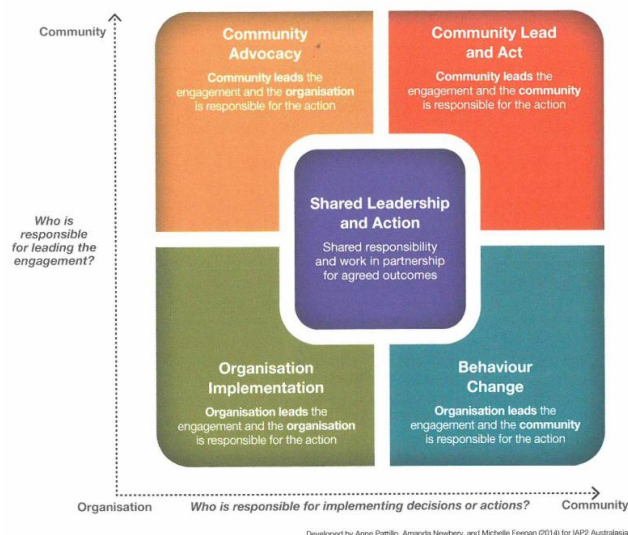 Community
Community
Advocacy
Community leads the
engagement and the organisation
is responsible for the action
Community Lead
and Act
Community leads the
engagement and the community
is responsible for the action
Who is
responsible
for leading the
engagement?
Shared Leadership
and Action
Shared responsibility
and work in partnership
for agreed outcomes
Organisation
Implementation
Organisation leads the
engagement and the organisation
is responsible for the action
Behaviour
Change
Organisation leads the
engagement and the community
is responsible for the action
Organisation
Who is responsible for implementing decisions or actions?
Community
Developed by Anne Pattillo, Amanda Newbery, and Michelle Feenan (2014) for IAP2 Australasia